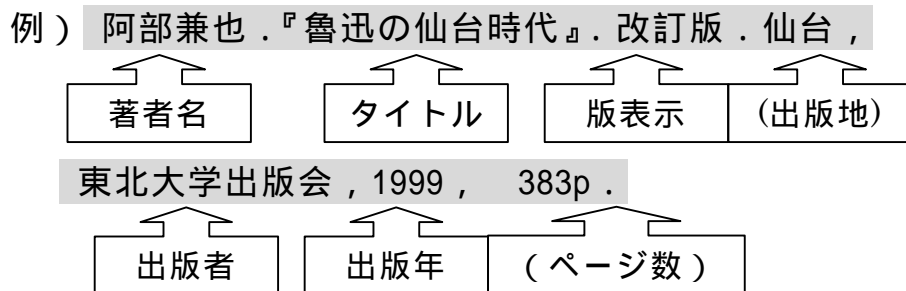 例） 阿部兼也．『魯迅の仙台時代』．改訂版．仙台，
著者名 タイトル 版表示 (出版地)
東北大学出版会，1999， 383p．
出版者 出版年 （ページ数）